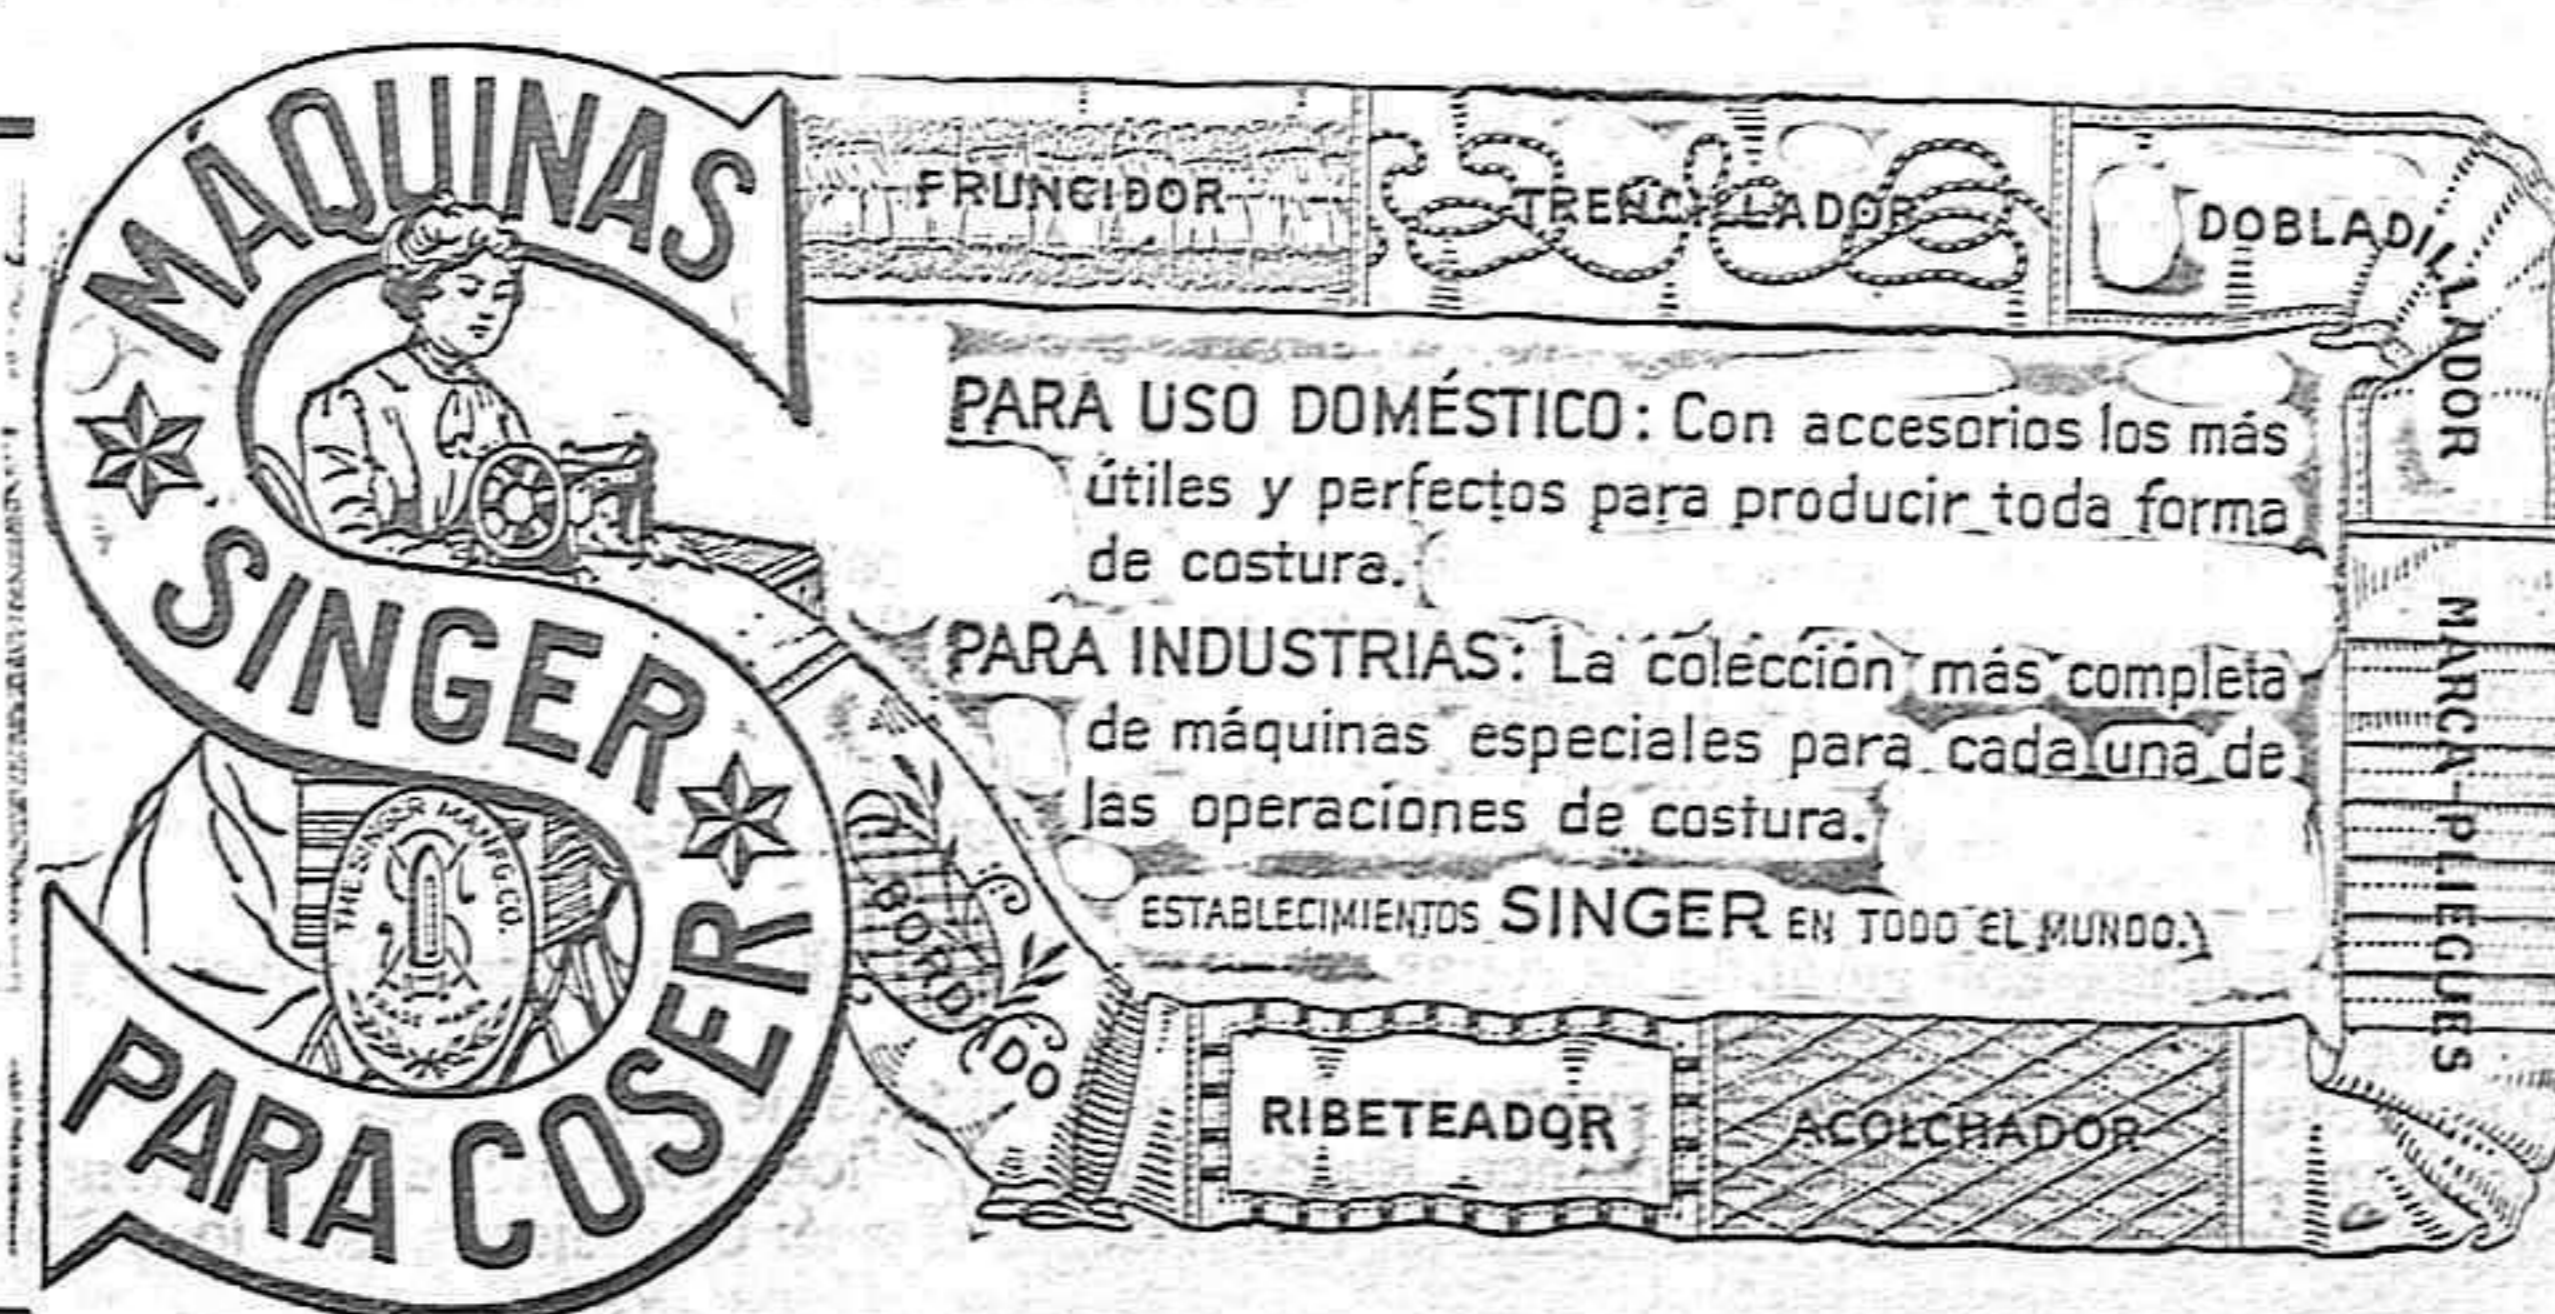 MÁQUINAS
SINGER
PARA COSER
THE SINGER MANFG. CO.
TRADE MARK
FRUNCIDOR
TRENCILLADOR
DOBLADILLADOR
MARCA-PLIEGUES
PARA USO DOMÉSTICO: Con accesorios los más
útiles y perfectos para producir toda forma
de costura.
PARA INDUSTRIAS: La colección más completa
de máquinas especiales para cada una de
las operaciones de costura.
ESTABLECIMIENTOS SINGER EN TODO EL MUNDO.
BORDADO
RIBETEADOR
ACOLCHADOR